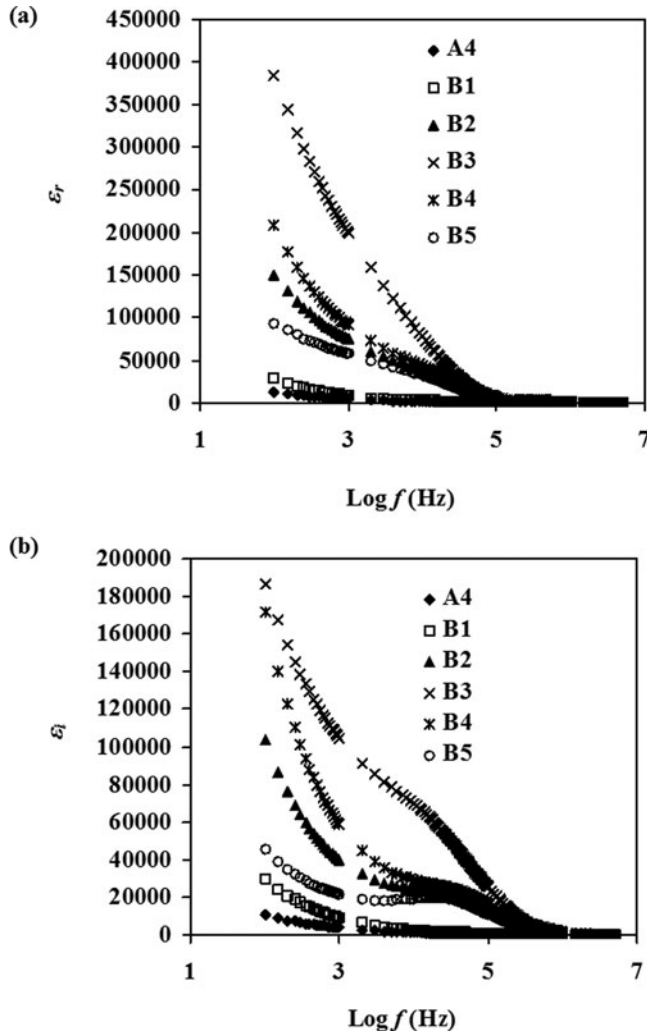 (a)
450000
400000
350000
300000
250000
200000
150000
100000
50000
0
εr
A4
B1
B2
B3
B4
B5
1 3 5 7
Log f (Hz)
(b)
200000
180000
160000
140000
120000
100000
80000
60000
40000
20000
0
εi
A4
B1
B2
B3
B4
B5
1 3 5 7
Log f (Hz)